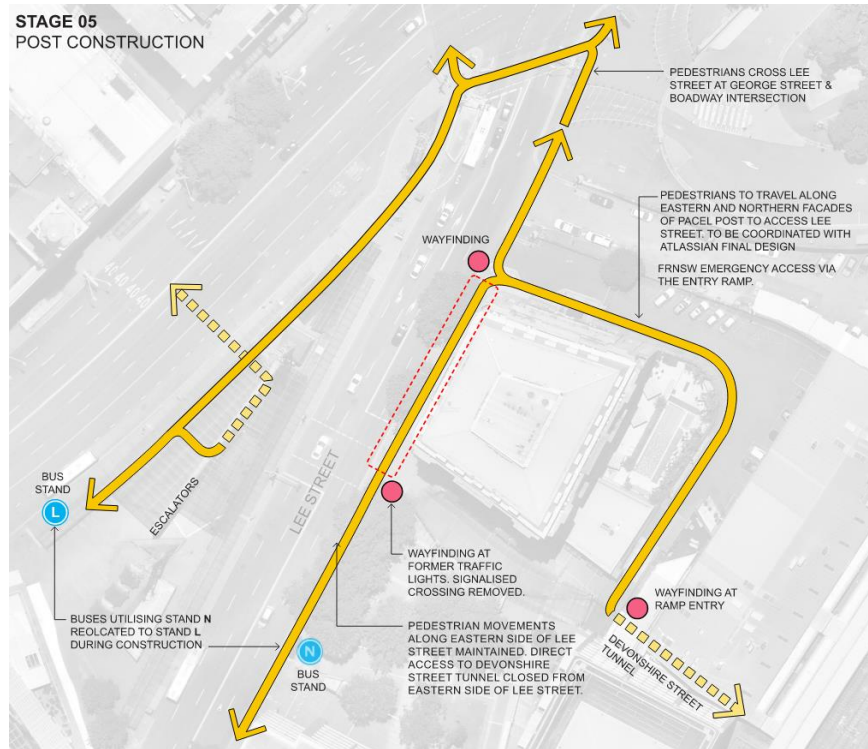 STAGE 05
POST CONSTRUCTION
PEDESTRIANS CROSS LEE
STREET AT GEORGE STREET &
BOADWAY INTERSECTION
PEDESTRIANS TO TRAVEL ALONG
EASTERN AND NORTHERN FACADES
OF PACEL POST TO ACCESS LEE
STREET. TO BE COORDINATED WITH
ATLASSIAN FINAL DESIGN
FRNSW EMERGENCY ACCESS VIA
THE ENTRY RAMP.
WAYFINDING
BUS
STAND
L
ESCALATORS
LEE STREET
WAYFINDING AT
FORMER TRAFFIC
LIGHTS. SIGNALISED
CROSSING REMOVED.
WAYFINDING AT
RAMP ENTRY
DEVONSHIRE STREET
TUNNEL
BUSES UTILISING STAND N
REOLCATED TO STAND L
DURING CONSTRUCTION
N
BUS
STAND
PEDESTRIAN MOVEMENTS
ALONG EASTERN SIDE OF LEE
STREET MAINTAINED. DIRECT
ACCESS TO DEVONSHIRE
STREET TUNNEL CLOSED FROM
EASTERN SIDE OF LEE STREET.